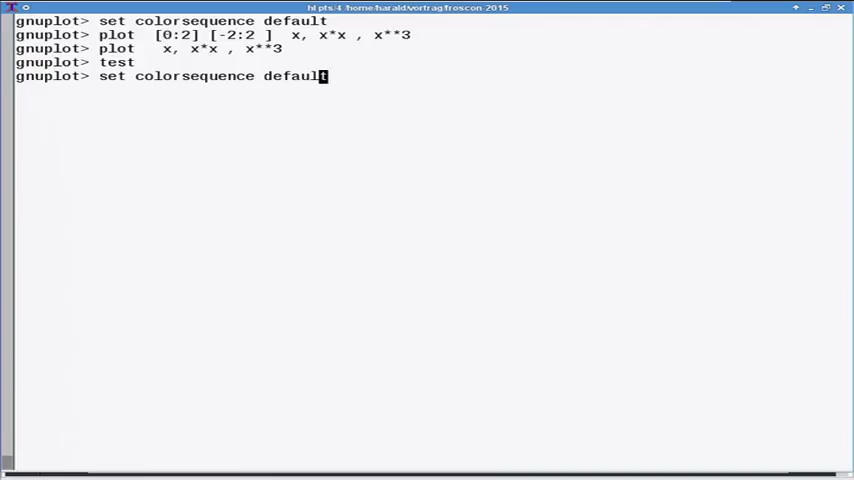 hl pts/4 /home/harald/vortrag/froscon-2015
gnuplot> set colorsequence default
gnuplot> plot  [0:2] [-2:2 ]  x, x*x , x**3
gnuplot> plot   x, x*x , x**3
gnuplot> test
gnuplot> set colorsequence default